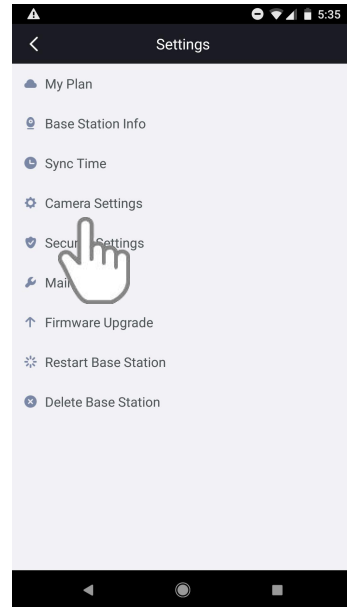 5:35
Settings
My Plan
Base Station Info
Sync Time
Camera Settings
Settings
Firmware Upgrade
Restart Base Station
Delete Base Station